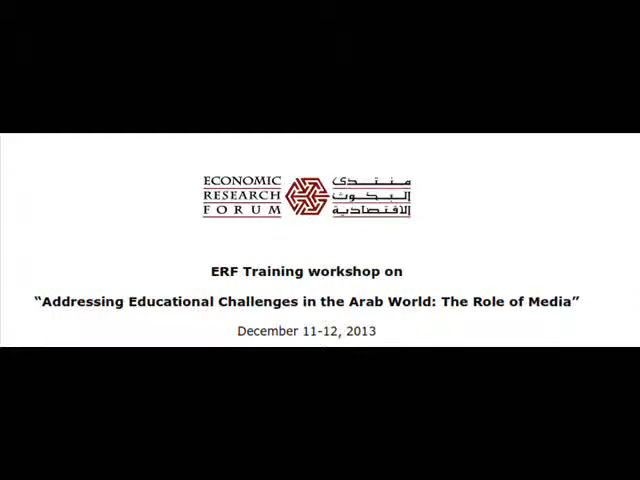 ECONOMIC
RESEARCH
FORUM
منتدى
البحوث
الاقتصادية
ERF Training workshop on
“Addressing Educational Challenges in the Arab World: The Role of Media”
December 11-12, 2013